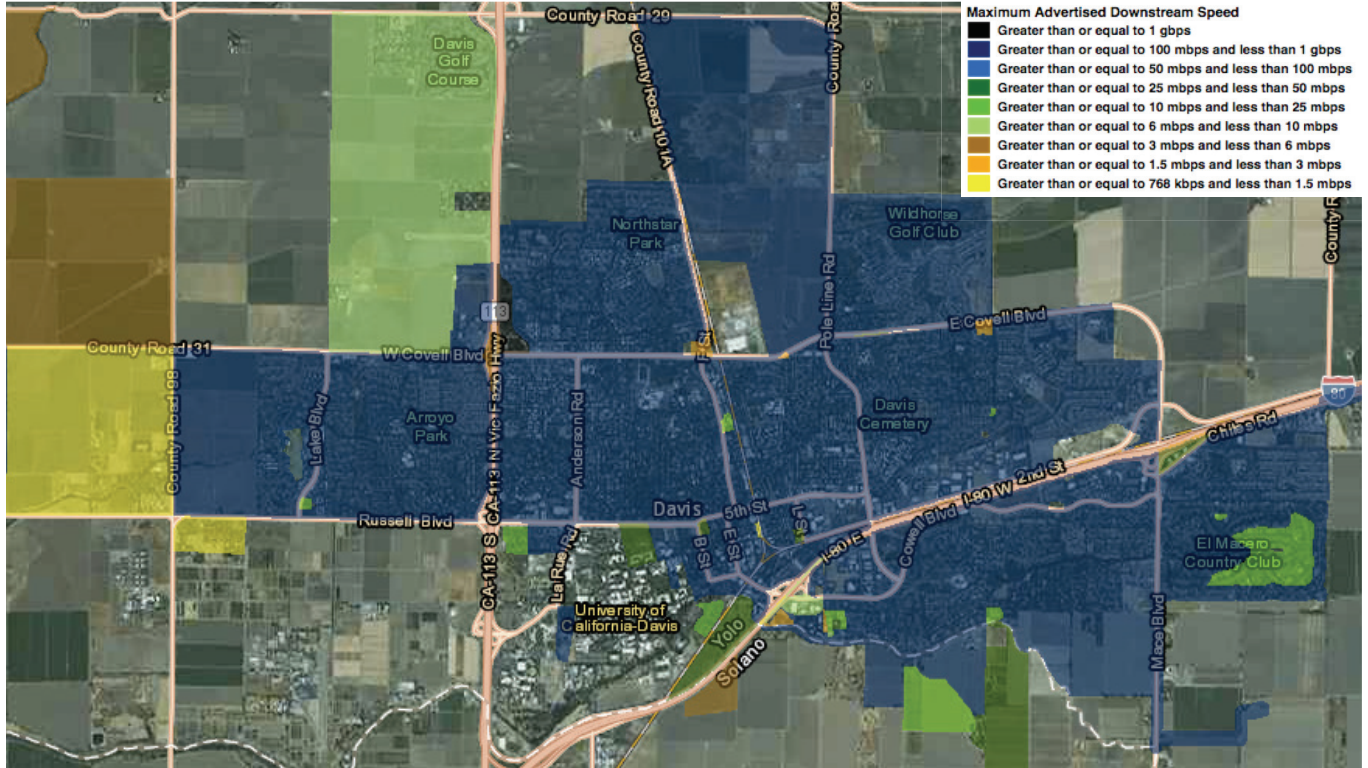 County Road 29
Maximum Advertised Downstream Speed
Greater than or equal to 1 gbps
Greater than or equal to 100 mbps and less than 1 gbps
Greater than or equal to 50 mbps and less than 100 mbps
Greater than or equal to 25 mbps and less than 50 mbps
Greater than or equal to 10 mbps and less than 25 mbps
Greater than or equal to 6 mbps and less than 10 mbps
Greater than or equal to 3 mbps and less than 6 mbps
Greater than or equal to 1.5 mbps and less than 3 mbps
Greater than or equal to 768 kbps and less than 1.5 mbps
Davis
Golf
Course
County Road 101A
County Roa
County R
Northstar
Park
Wildhorse
Golf Club
113
Pole Line Rd
E Covell Blvd
County Road 31
W Covell Blvd
F St
80
County Road 98
Lake Blvd
Arroyo
Park
CA-113 N Vic Fazio Hwy
Anderson Rd
Davis
Cemetery
Chiles Rd
2nd St
I-80 W
Davis
5th St
L St
Russell Blvd
CA-113 S
La Rue Rd
B St
E St
I-80 E
Cowell Blvd
El Macero
Country Club
University of
California-Davis
Yolo
Solano
Mace Blvd